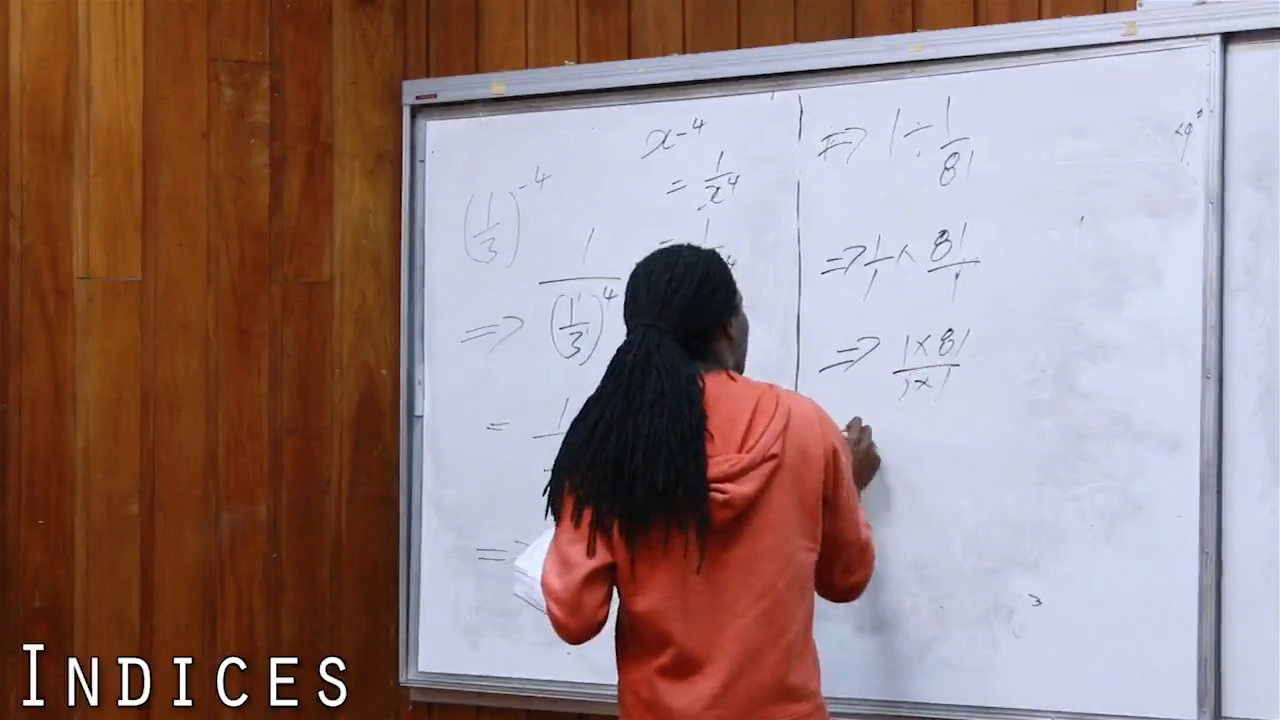 x^-4
= 1/x^4
(1/3)^-4
=> 1/(1/3)^4
= 1
=
=> 1 ÷ 1/81
=> 1/1 × 81/1
=> 1×81/1×1
3
INDICES